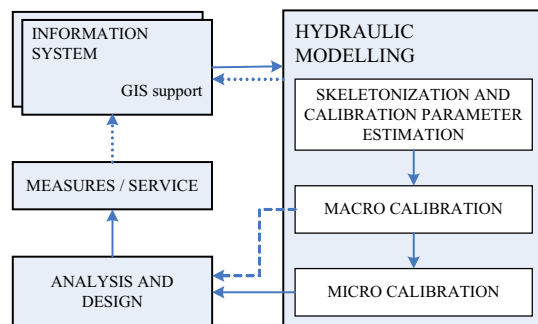 INFORMATION
SYSTEM
GIS support
HYDRAULIC
MODELLING
SKELETONIZATION AND
CALIBRATION PARAMETER
ESTIMATION
MEASURES / SERVICE
MACRO CALIBRATION
ANALYSIS AND
DESIGN
MICRO CALIBRATION